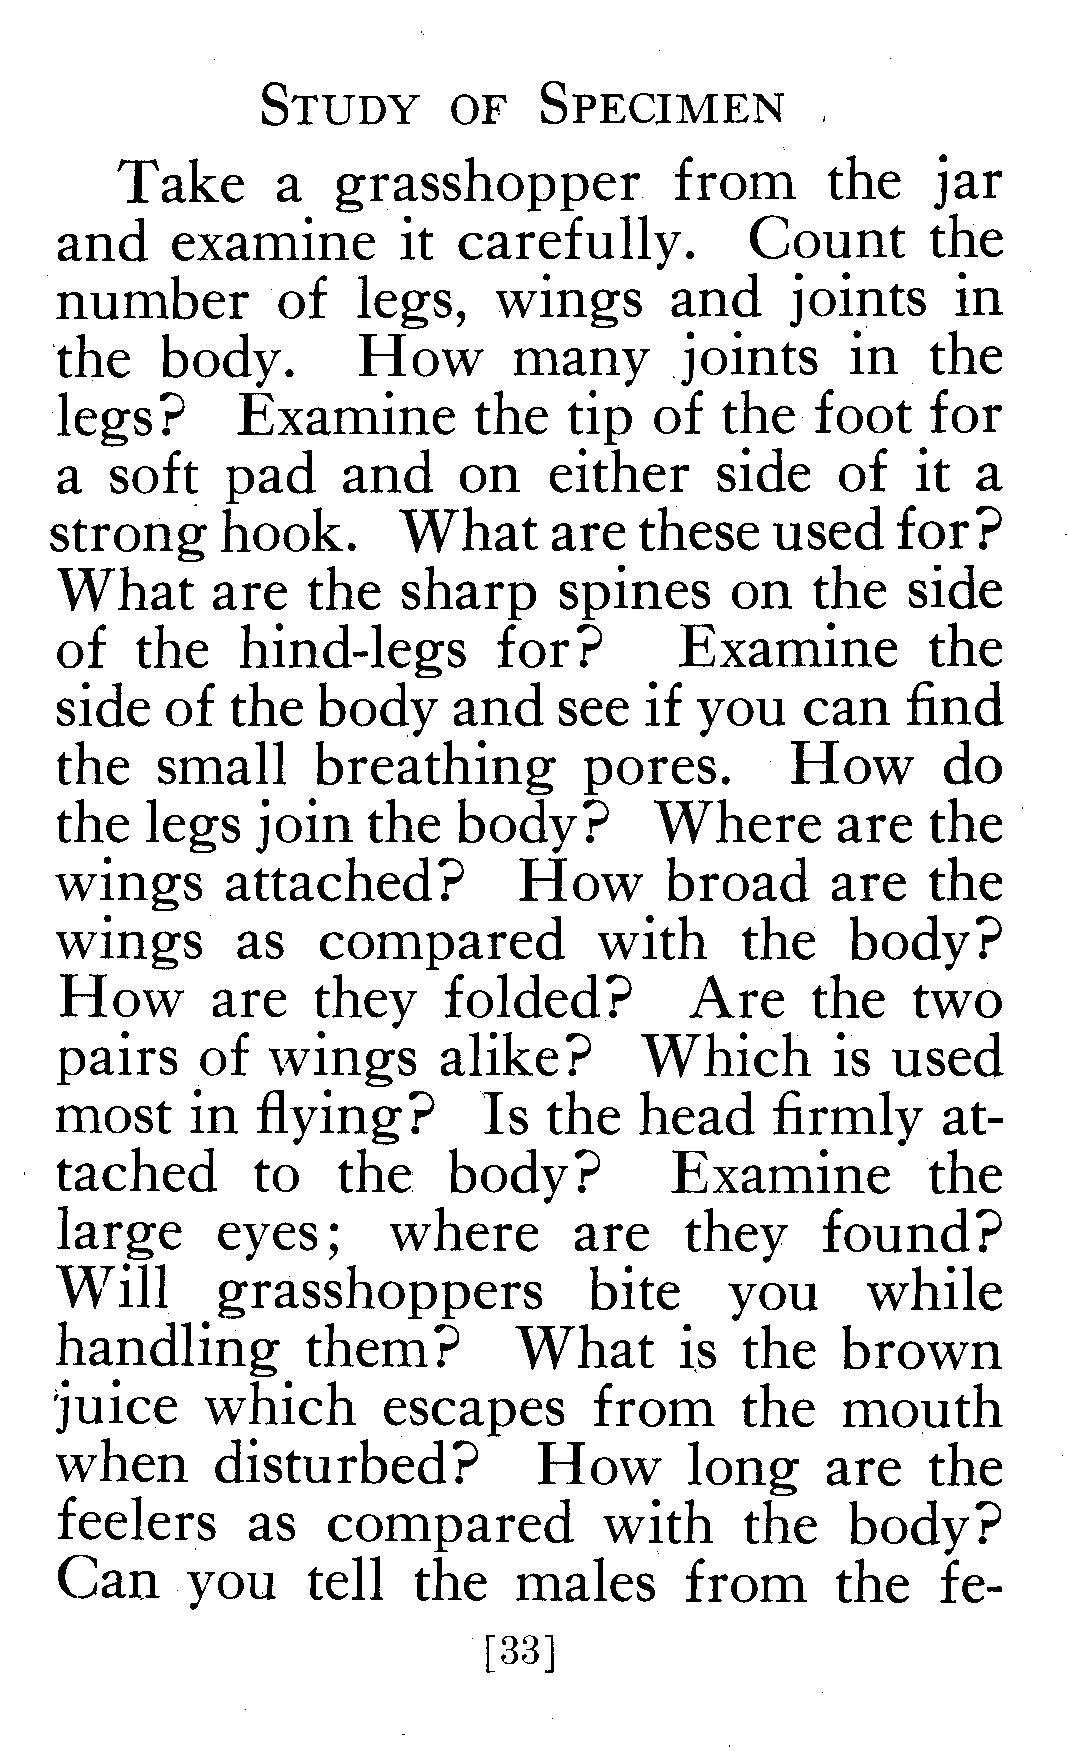 STUDY OF SPECIMEN
Take a grasshopper from the jar
and examine it carefully. Count the
number of legs, wings and joints in
the body. How many joints in the
legs? Examine the tip of the foot for
a soft pad and on either side of it a
strong hook. What are these used for?
What are the sharp spines on the side
of the hind-legs for? Examine the
side of the body and see if you can find
the small breathing pores. How do
the legs join the body? Where are the
wings attached? How broad are the
wings as compared with the body?
How are they folded? Are the two
pairs of wings alike? Which is used
most in flying? Is the head firmly at-
tached to the body? Examine the
large eyes; where are they found?
Will grasshoppers bite you while
handling them? What is the brown
juice which escapes from the mouth
when disturbed? How long are the
feelers as compared with the body?
Can you tell the males from the fe-
[33]